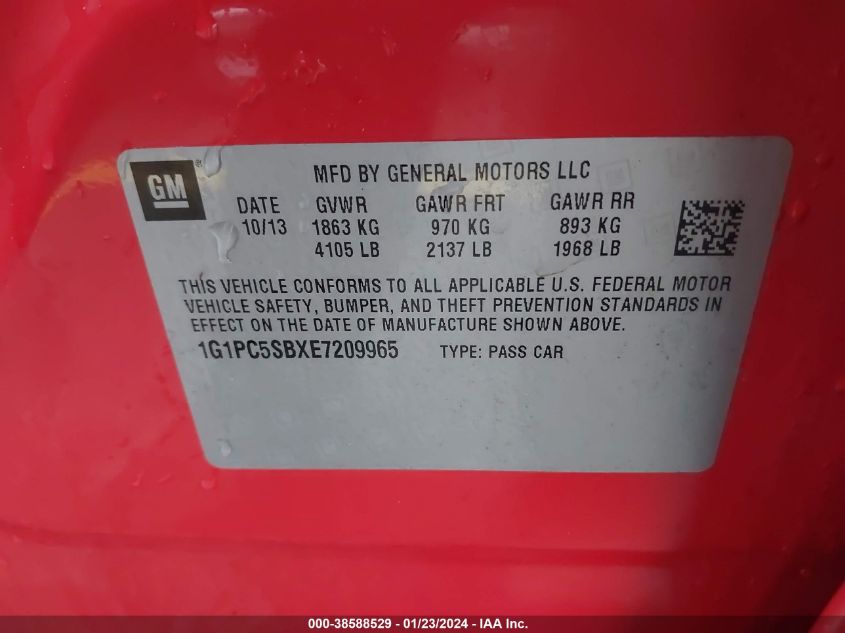 GM
MFD BY GENERAL MOTORS LLC
DATE GVWR GAWR FRT GAWR RR
10/13 1863 KG 970 KG 893 KG
4105 LB 2137 LB 1968 LB
THIS VEHICLE CONFORMS TO ALL APPLICABLE U.S. FEDERAL MOTOR
VEHICLE SAFETY, BUMPER, AND THEFT PREVENTION STANDARDS IN
EFFECT ON THE DATE OF MANUFACTURE SHOWN ABOVE.
1G1PC5SBXE7209965 TYPE: PASS CAR
000-38588529 - 01/23/2024 - IAA Inc.